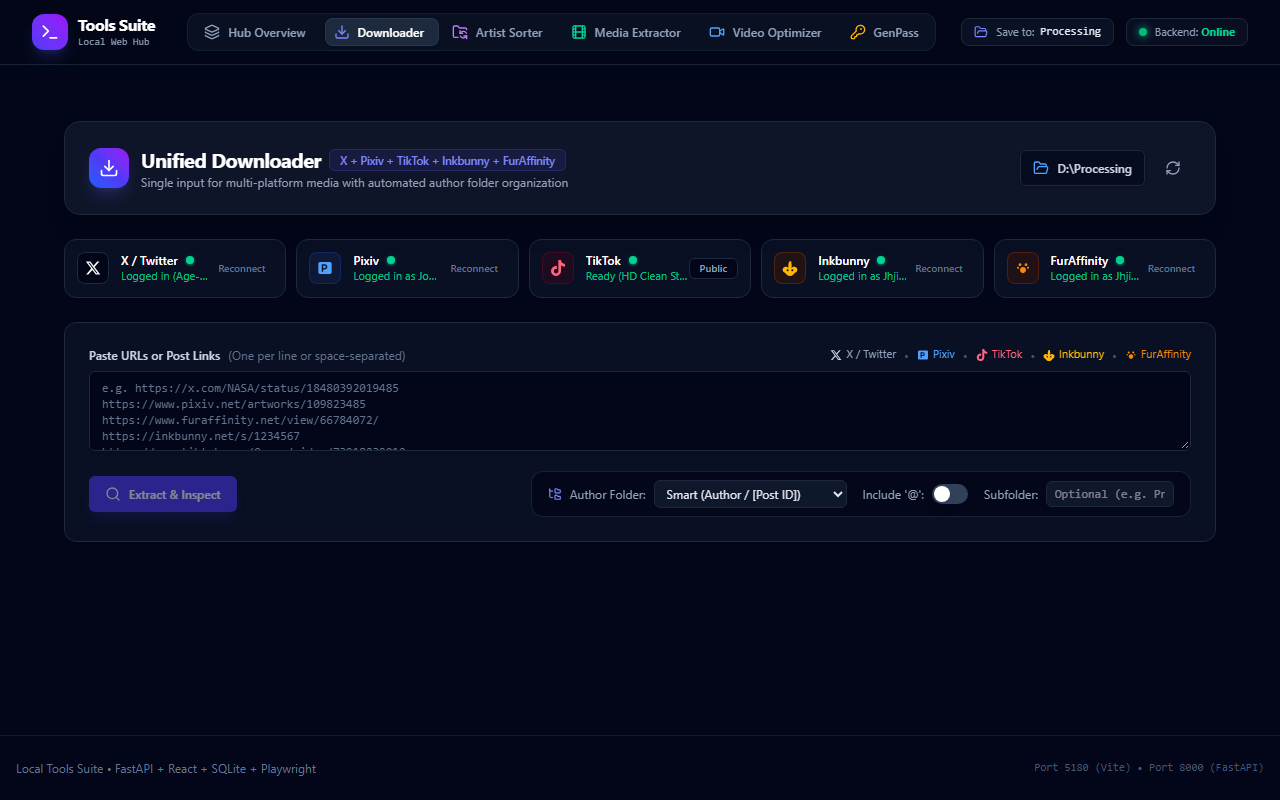 Tools Suite
Local Web Hub
Hub Overview
Downloader
Artist Sorter
Media Extractor
Video Optimizer
GenPass
Save to: Processing
Backend: Online
Unified Downloader
X + Pixiv + TikTok + Inkbunny + FurAffinity
Single input for multi-platform media with automated author folder organization
D:\Processing
X / Twitter
Logged in (Age-...
Reconnect
Pixiv
Logged in as Jo...
Reconnect
TikTok
Ready (HD Clean St...
Public
Inkbunny
Logged in as Jhji...
Reconnect
FurAffinity
Logged in as Jhji...
Reconnect
Paste URLs or Post Links (One per line or space-separated)
X / Twitter • Pixiv • TikTok • Inkbunny • FurAffinity
e.g. https://x.com/NASA/status/18480392019485
https://www.pixiv.net/artworks/109823485
https://www.furaffinity.net/view/66784072/
https://inkbunny.net/s/1234567
Extract & Inspect
Author Folder:
Smart (Author / [Post ID])
Include '@':
Subfolder:
Optional (e.g. Pr
Local Tools Suite • FastAPI + React + SQLite + Playwright
Port 5180 (Vite) • Port 8000 (FastAPI)